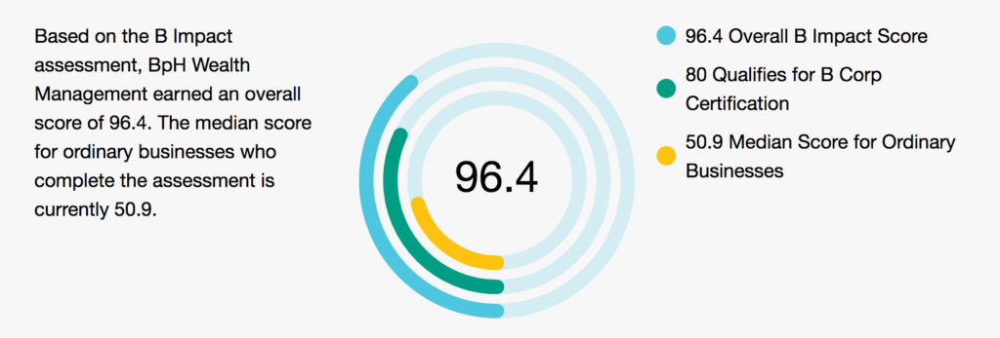 Based on the B Impact
assessment, BpH Wealth
Management earned an overall
score of 96.4. The median score
for ordinary businesses who
complete the assessment is
currently 50.9.
96.4
96.4 Overall B Impact Score
80 Qualifies for B Corp
Certification
50.9 Median Score for Ordinary
Businesses